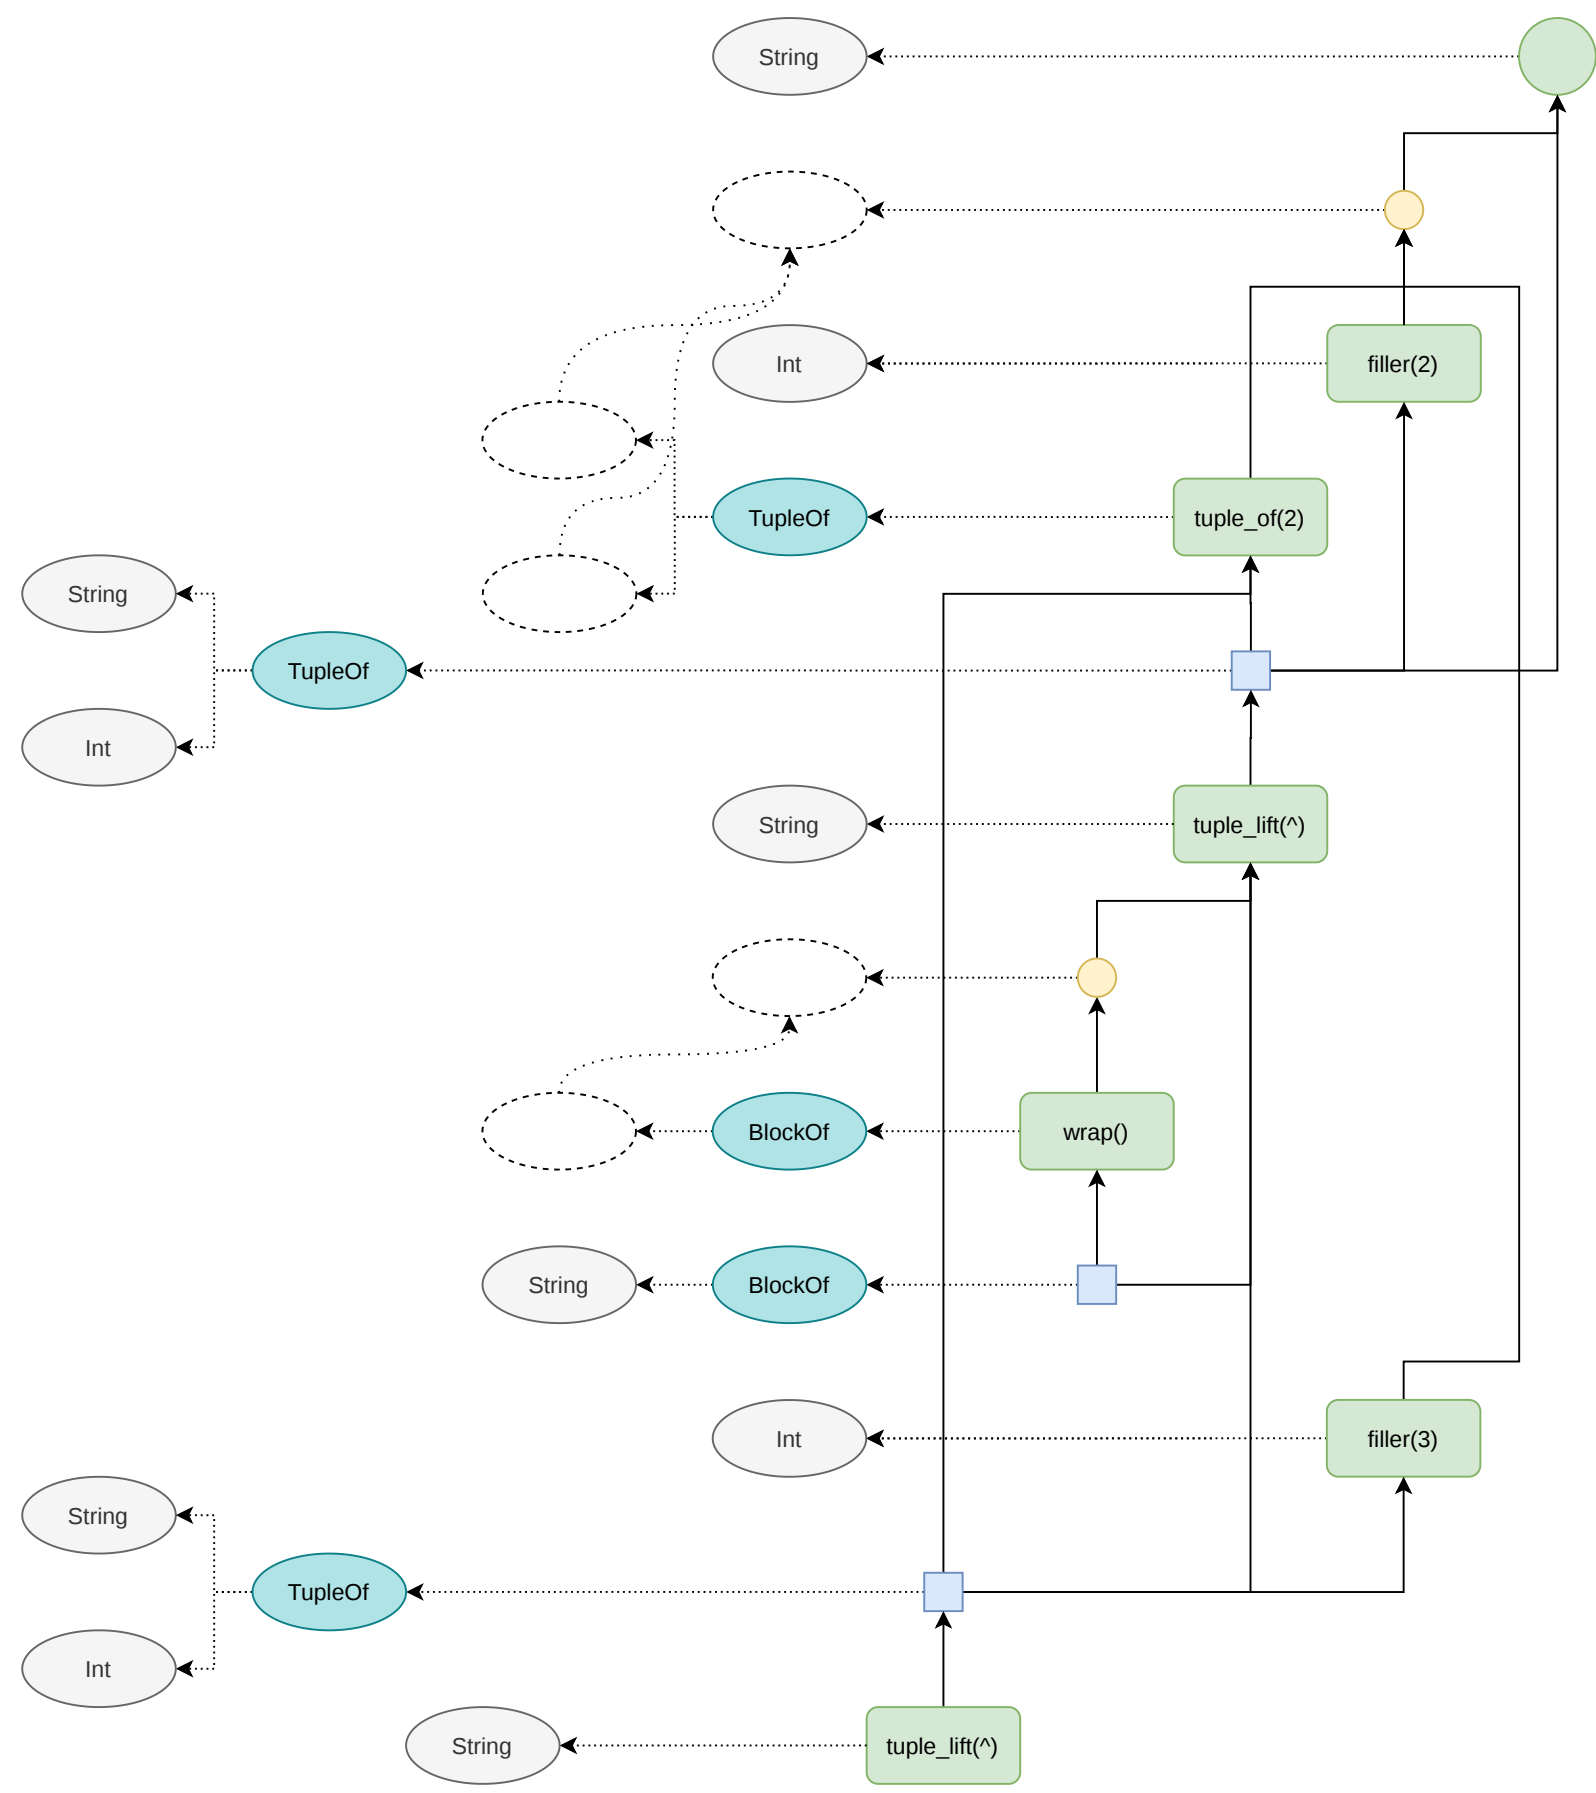 String
Int
filler(2)
TupleOf
tuple_of(2)
String
TupleOf
Int
String
tuple_lift(^)
BlockOf
wrap()
String
BlockOf
Int
filler(3)
String
TupleOf
Int
String
tuple_lift(^)